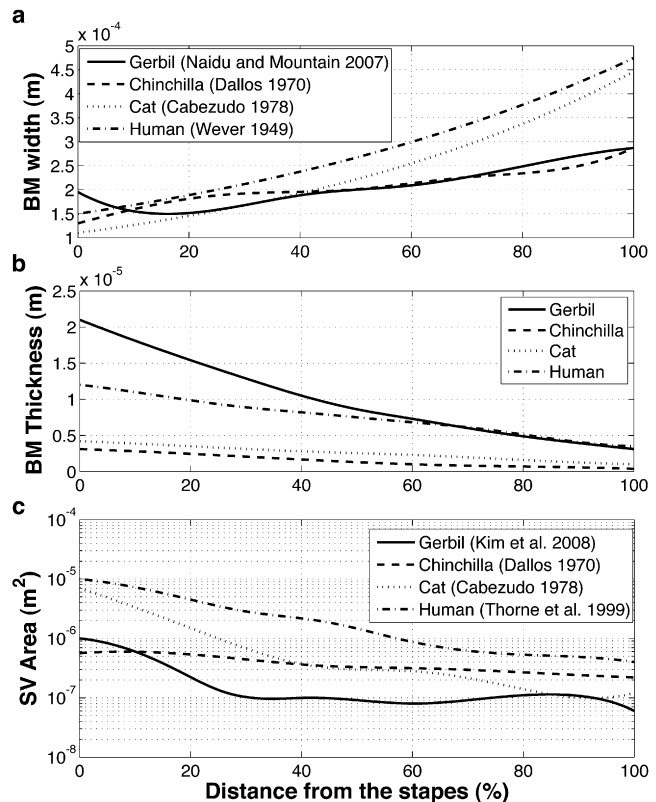 a
x 10⁻⁴
5
4.5
4
3.5
3
2.5
2
1.5
1
BM width (m)
Gerbil (Naidu and Mountain 2007)
Chinchilla (Dallos 1970)
Cat (Cabezudo 1978)
Human (Wever 1949)
0 20 40 60 80 100
b
x 10⁻⁵
2.5
2
1.5
1
0.5
0
BM Thickness (m)
Gerbil
Chinchilla
Cat
Human
0 20 40 60 80 100
c
10⁻⁴
10⁻⁵
10⁻⁶
10⁻⁷
10⁻⁸
SV Area (m²)
Gerbil (Kim et al. 2008)
Chinchilla (Dallos 1970)
Cat (Cabezudo 1978)
Human (Thorne et al. 1999)
0 20 40 60 80 100
Distance from the stapes (%)